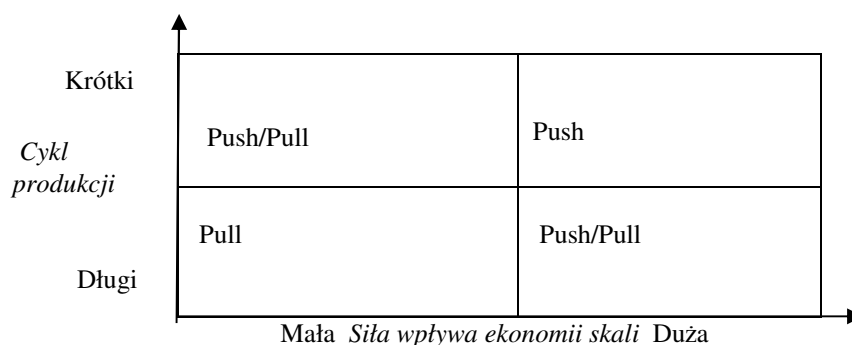 Krótki
Push/Pull
Push
Cykl
produkcji
Pull
Push/Pull
Długi
Mała Siła wpływa ekonomii skali Duża